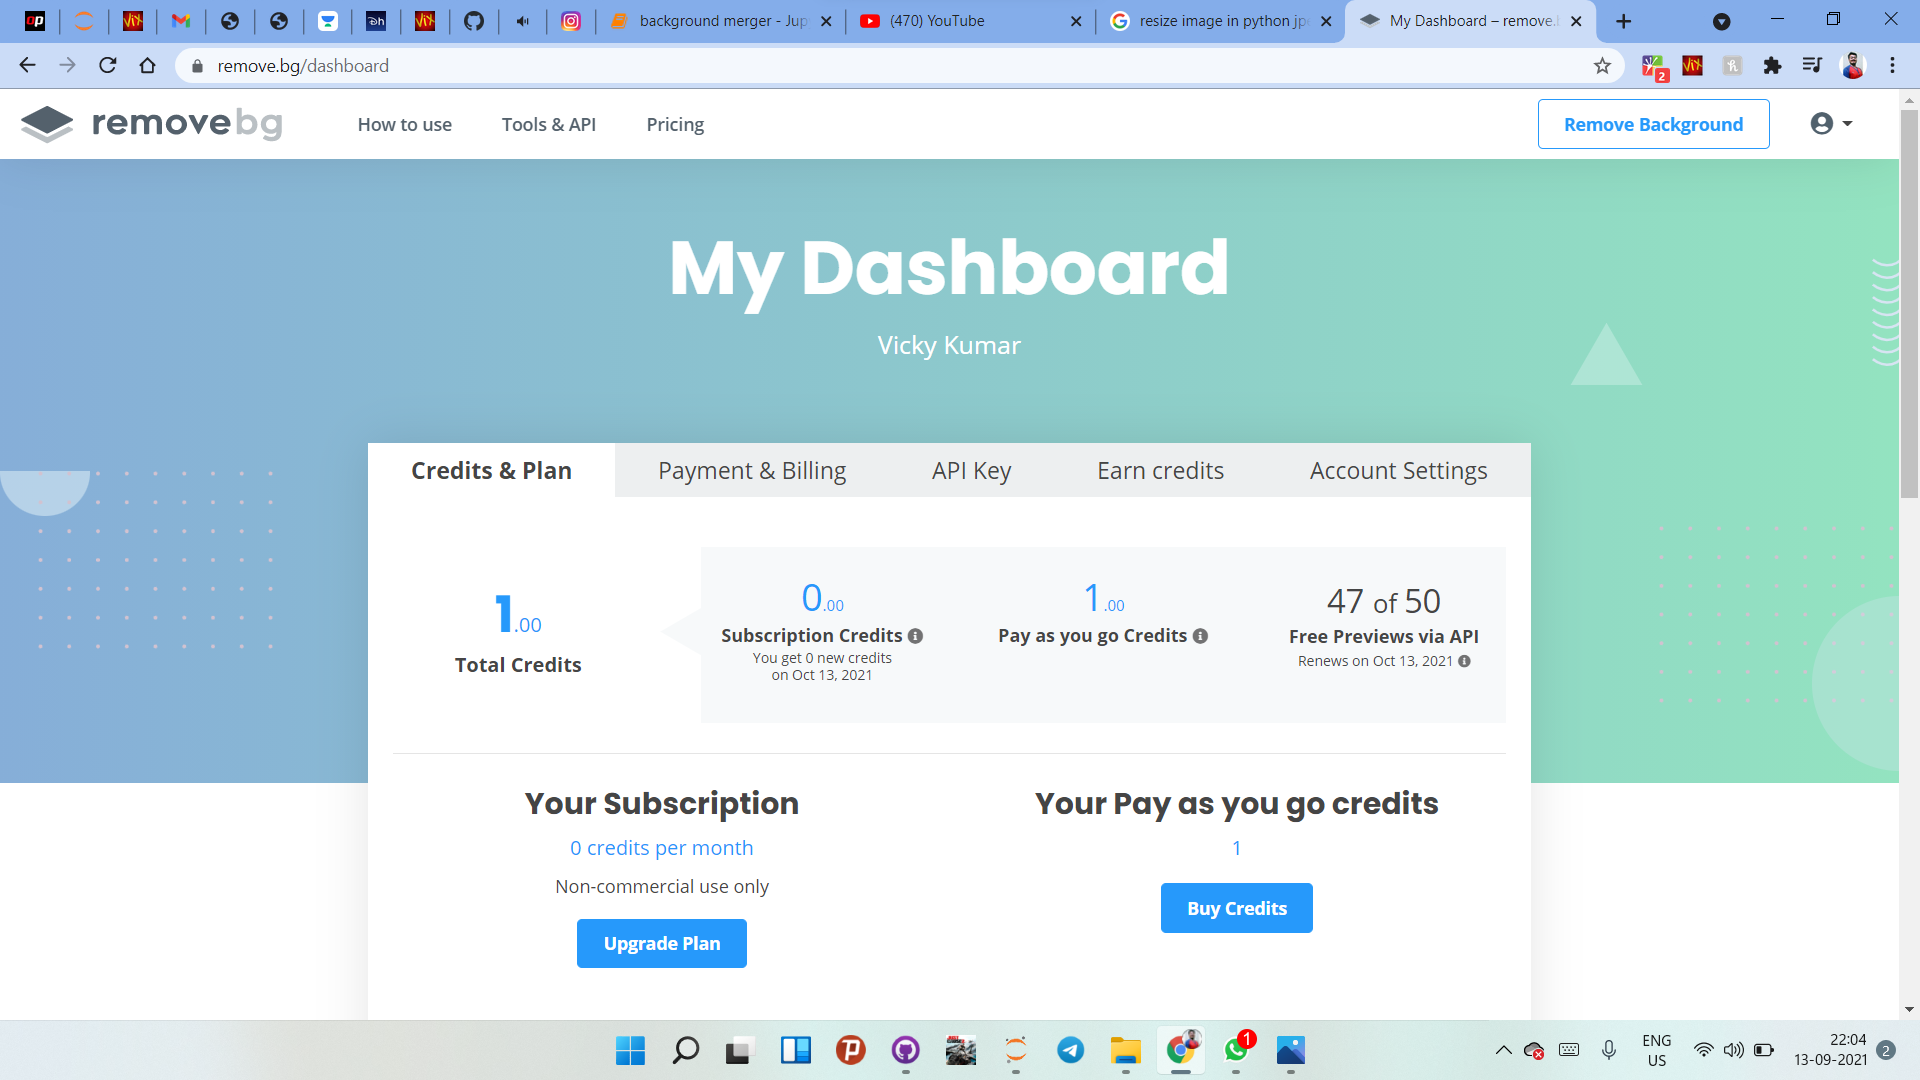 background merger - Jup
(470) YouTube
resize image in python jp
My Dashboard – remove.b
remove.bg/dashboard
2
removebg
How to use
Tools & API
Pricing
Remove Background
My Dashboard
Vicky Kumar
Credits & Plan
Payment & Billing
API Key
Earn credits
Account Settings
1.00
Total Credits
0.00
Subscription Credits
You get 0 new credits
on Oct 13, 2021
1.00
Pay as you go Credits
47 of 50
Free Previews via API
Renews on Oct 13, 2021
Your Subscription
0 credits per month
Non-commercial use only
Upgrade Plan
Your Pay as you go credits
1
Buy Credits
1
ENG
US
22:04
13-09-2021
2